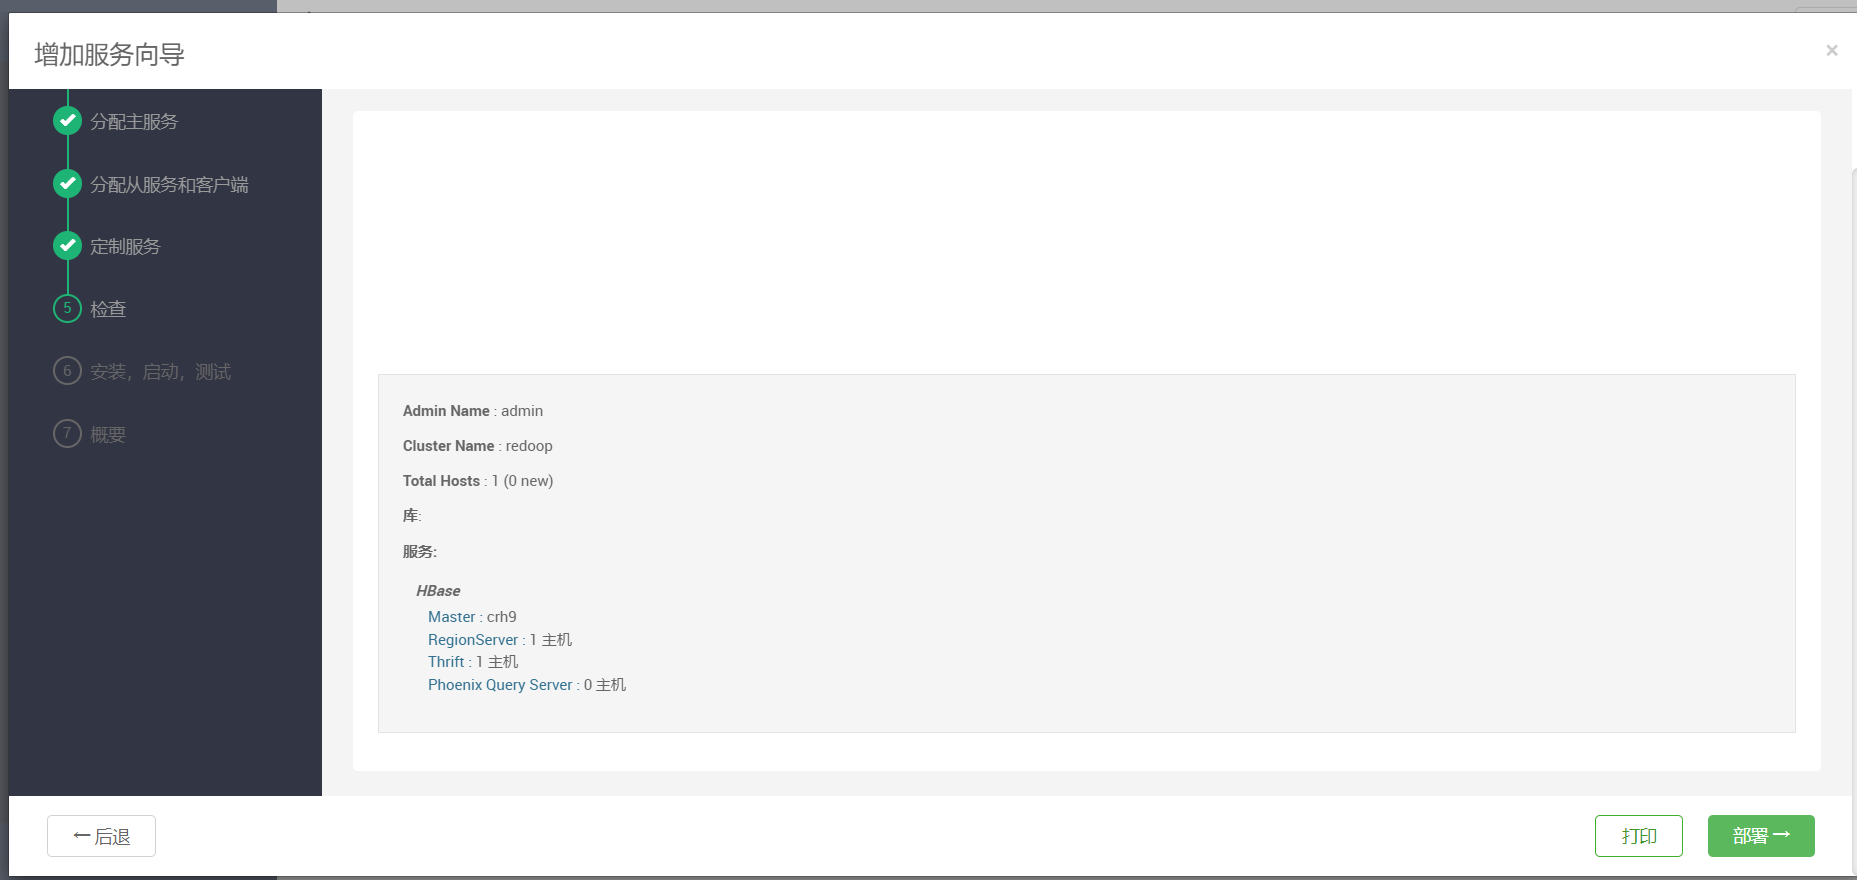 增加服务向导
×
分配主服务
分配从服务和客户端
定制服务
5 检查
6 安装，启动，测试
7 概要
Admin Name : admin
Cluster Name : redoop
Total Hosts : 1 (0 new)
库:
服务:
HBase
Master : crh9
RegionServer : 1 主机
Thrift : 1 主机
Phoenix Query Server : 0 主机
←后退
打印
部署→